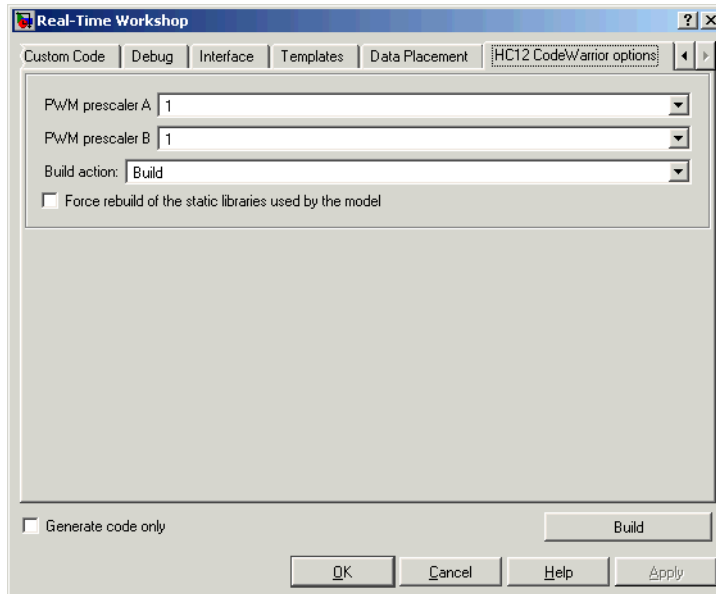 Real-Time Workshop
Custom Code Debug Interface Templates Data Placement HC12 CodeWarrior options
PWM prescaler A 1
PWM prescaler B 1
Build action: Build
Force rebuild of the static libraries used by the model
Generate code only Build
OK Cancel Help Apply